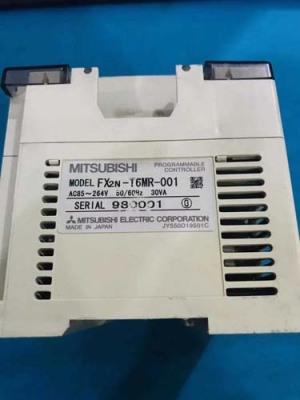 MITSUBISHI PROGRAMMABLE CONTROLLER
MODEL FX2N-16MR-001
AC85~264V 50/60Hz 30VA
SERIAL 980001 G
MITSUBISHI ELECTRIC CORPORATION
MADE IN JAPAN